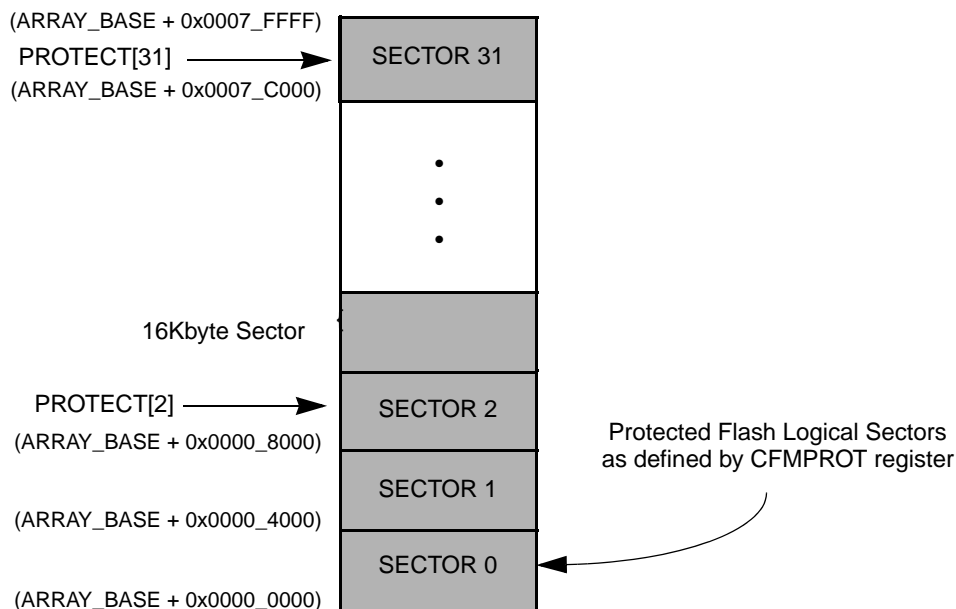 (ARRAY_BASE + 0x0007_FFFF)
PROTECT[31]
SECTOR 31
(ARRAY_BASE + 0x0007_C000)
16Kbyte Sector
PROTECT[2]
SECTOR 2
(ARRAY_BASE + 0x0000_8000)
Protected Flash Logical Sectors
as defined by CFMPROT register
SECTOR 1
(ARRAY_BASE + 0x0000_4000)
SECTOR 0
(ARRAY_BASE + 0x0000_0000)